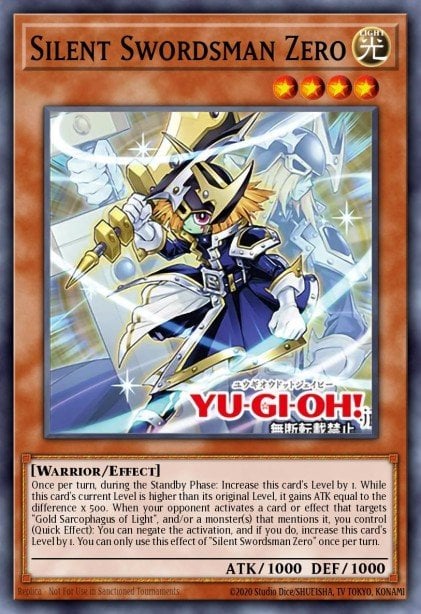 SILENT SWORDSMAN ZERO
LIGHT
光
ユウギオウドットジェイピー
YU-GI-OH!
無断転載禁止
[WARRIOR/EFFECT]
Once per turn, during the Standby Phase: Increase this card's Level by 1. While
this card's current Level is higher than its original Level, it gains ATK equal to the
difference x 500. When your opponent activates a card or effect that targets
"Gold Sarcophagus of Light", and/or a monster(s) that mentions it, you control
(Quick Effect): You can negate the activation, and if you do, increase this card's
Level by 1. You can only use this effect of "Silent Swordsman Zero" once per turn.
ATK/1000 DEF/1000
Replica - Not For Use in Sanctioned Tournaments
©2020 Studio Dice/SHUEISHA, TV TOKYO, KONAMI